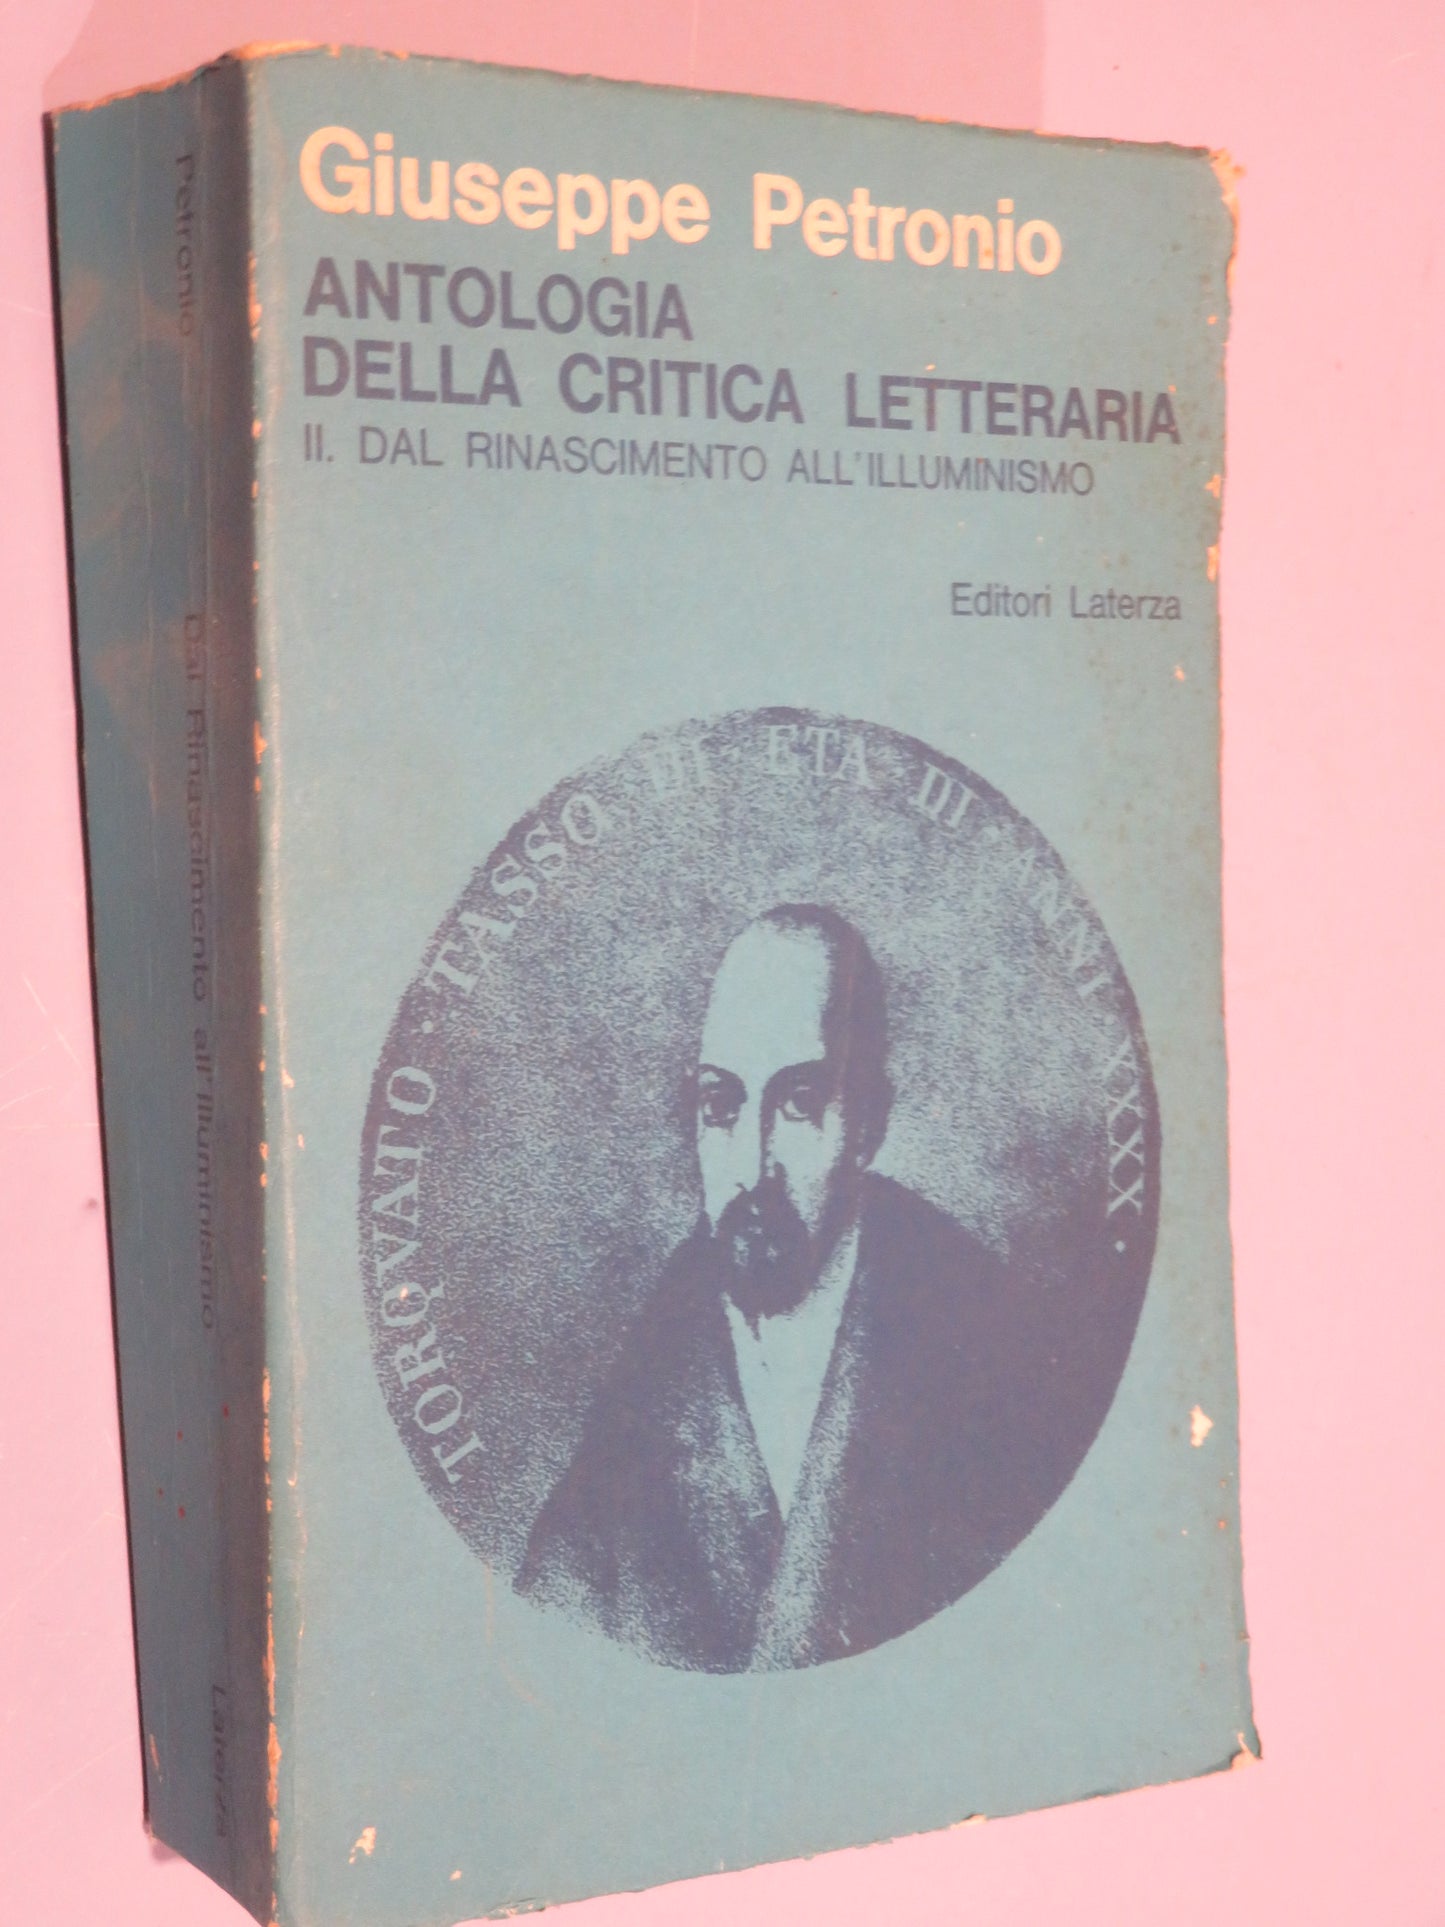 Giuseppe Petronio
ANTOLOGIA
DELLA CRITICA LETTERARIA
II. DAL RINASCIMENTO ALL'ILLUMINISMO
Editori Laterza
TORQVATO · TASSO DI · ETA DI · ANNI XXXX ·
Petronio Dal Rinascimento all'Illuminismo Laterza